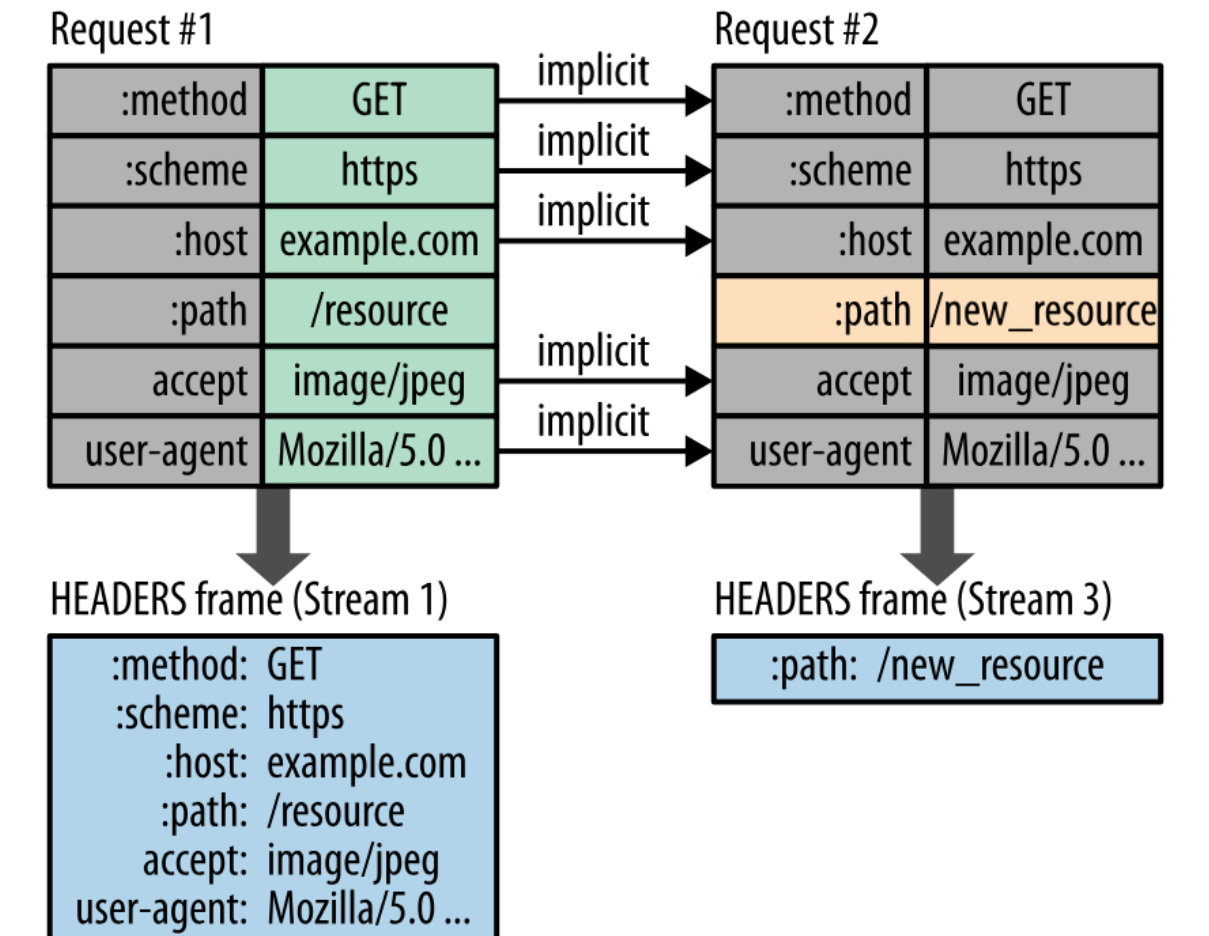 Request #1
:method GET
:scheme https
:host example.com
:path /resource
accept image/jpeg
user-agent Mozilla/5.0 ...
implicit
implicit
implicit
implicit
implicit
Request #2
:method GET
:scheme https
:host example.com
:path /new_resource
accept image/jpeg
user-agent Mozilla/5.0 ...
HEADERS frame (Stream 1)
:method: GET
:scheme: https
:host: example.com
:path: /resource
accept: image/jpeg
user-agent: Mozilla/5.0 ...
HEADERS frame (Stream 3)
:path: /new_resource